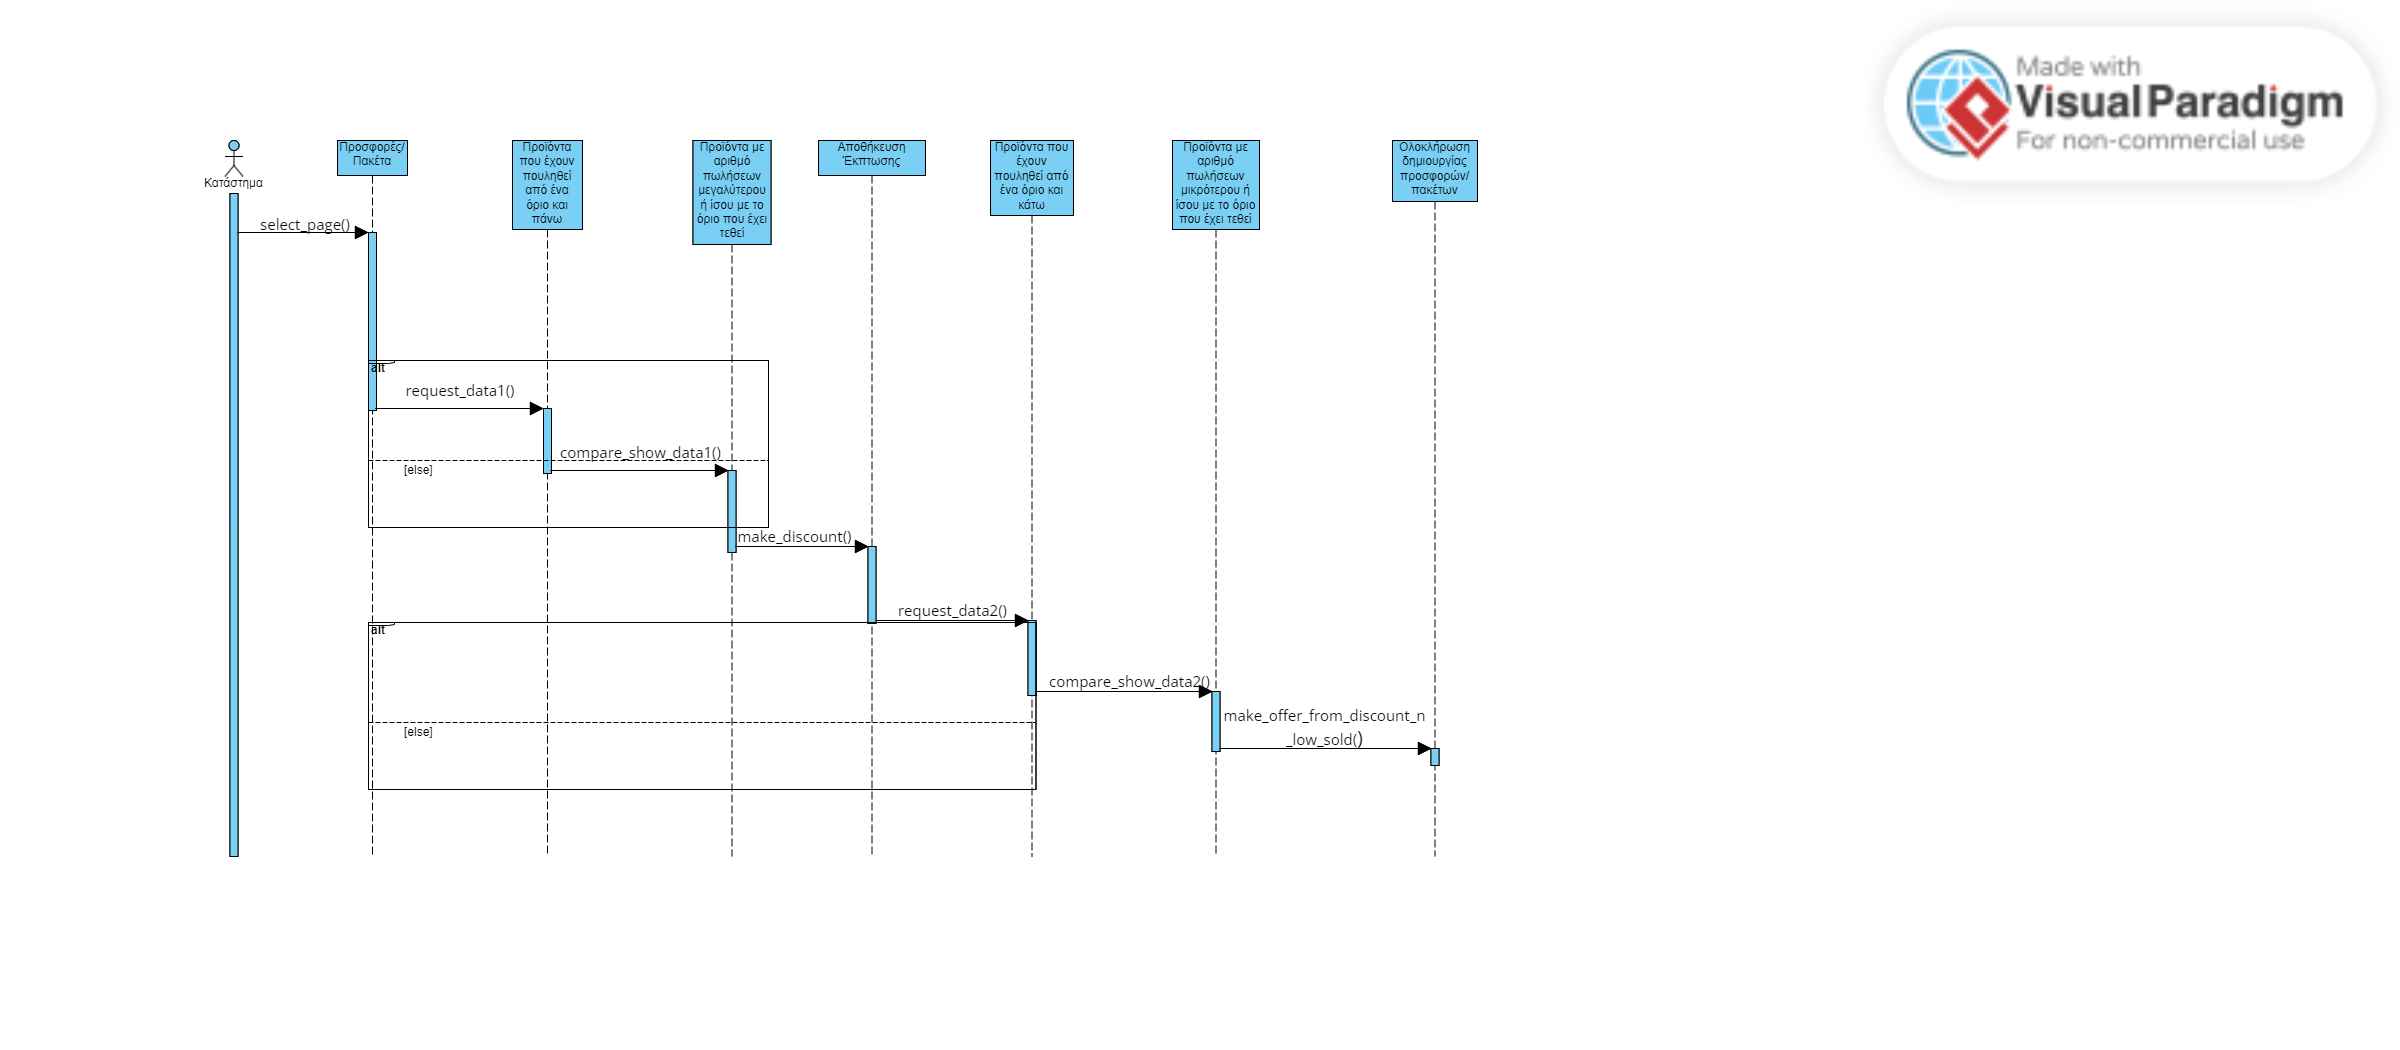 Made with
Visual Paradigm
For non-commercial use
Κατάστημα
Προσφορές/
Πακέτα
Προϊόντα
που έχουν
πουληθεί
από ένα
όριο και
πάνω
Προϊόντα με
αριθμό
πωλήσεων
μεγαλύτερου
ή ίσου με το
όριο που έχει
τεθεί
Αποθήκευση
Έκπτωσης
Προϊόντα που
έχουν
πουληθεί από
ένα όριο και
κάτω
Προϊόντα με
αριθμό
πωλήσεων
μικρότερου ή
ίσου με το όριο
που έχει τεθεί
Ολοκλήρωση
δημιουργίας
προσφορών/
πακέτων
select_page()
alt
request_data1()
compare_show_data1()
[else]
make_discount()
request_data2()
alt
compare_show_data2()
make_offer_from_discount_n
_low_sold()
[else]